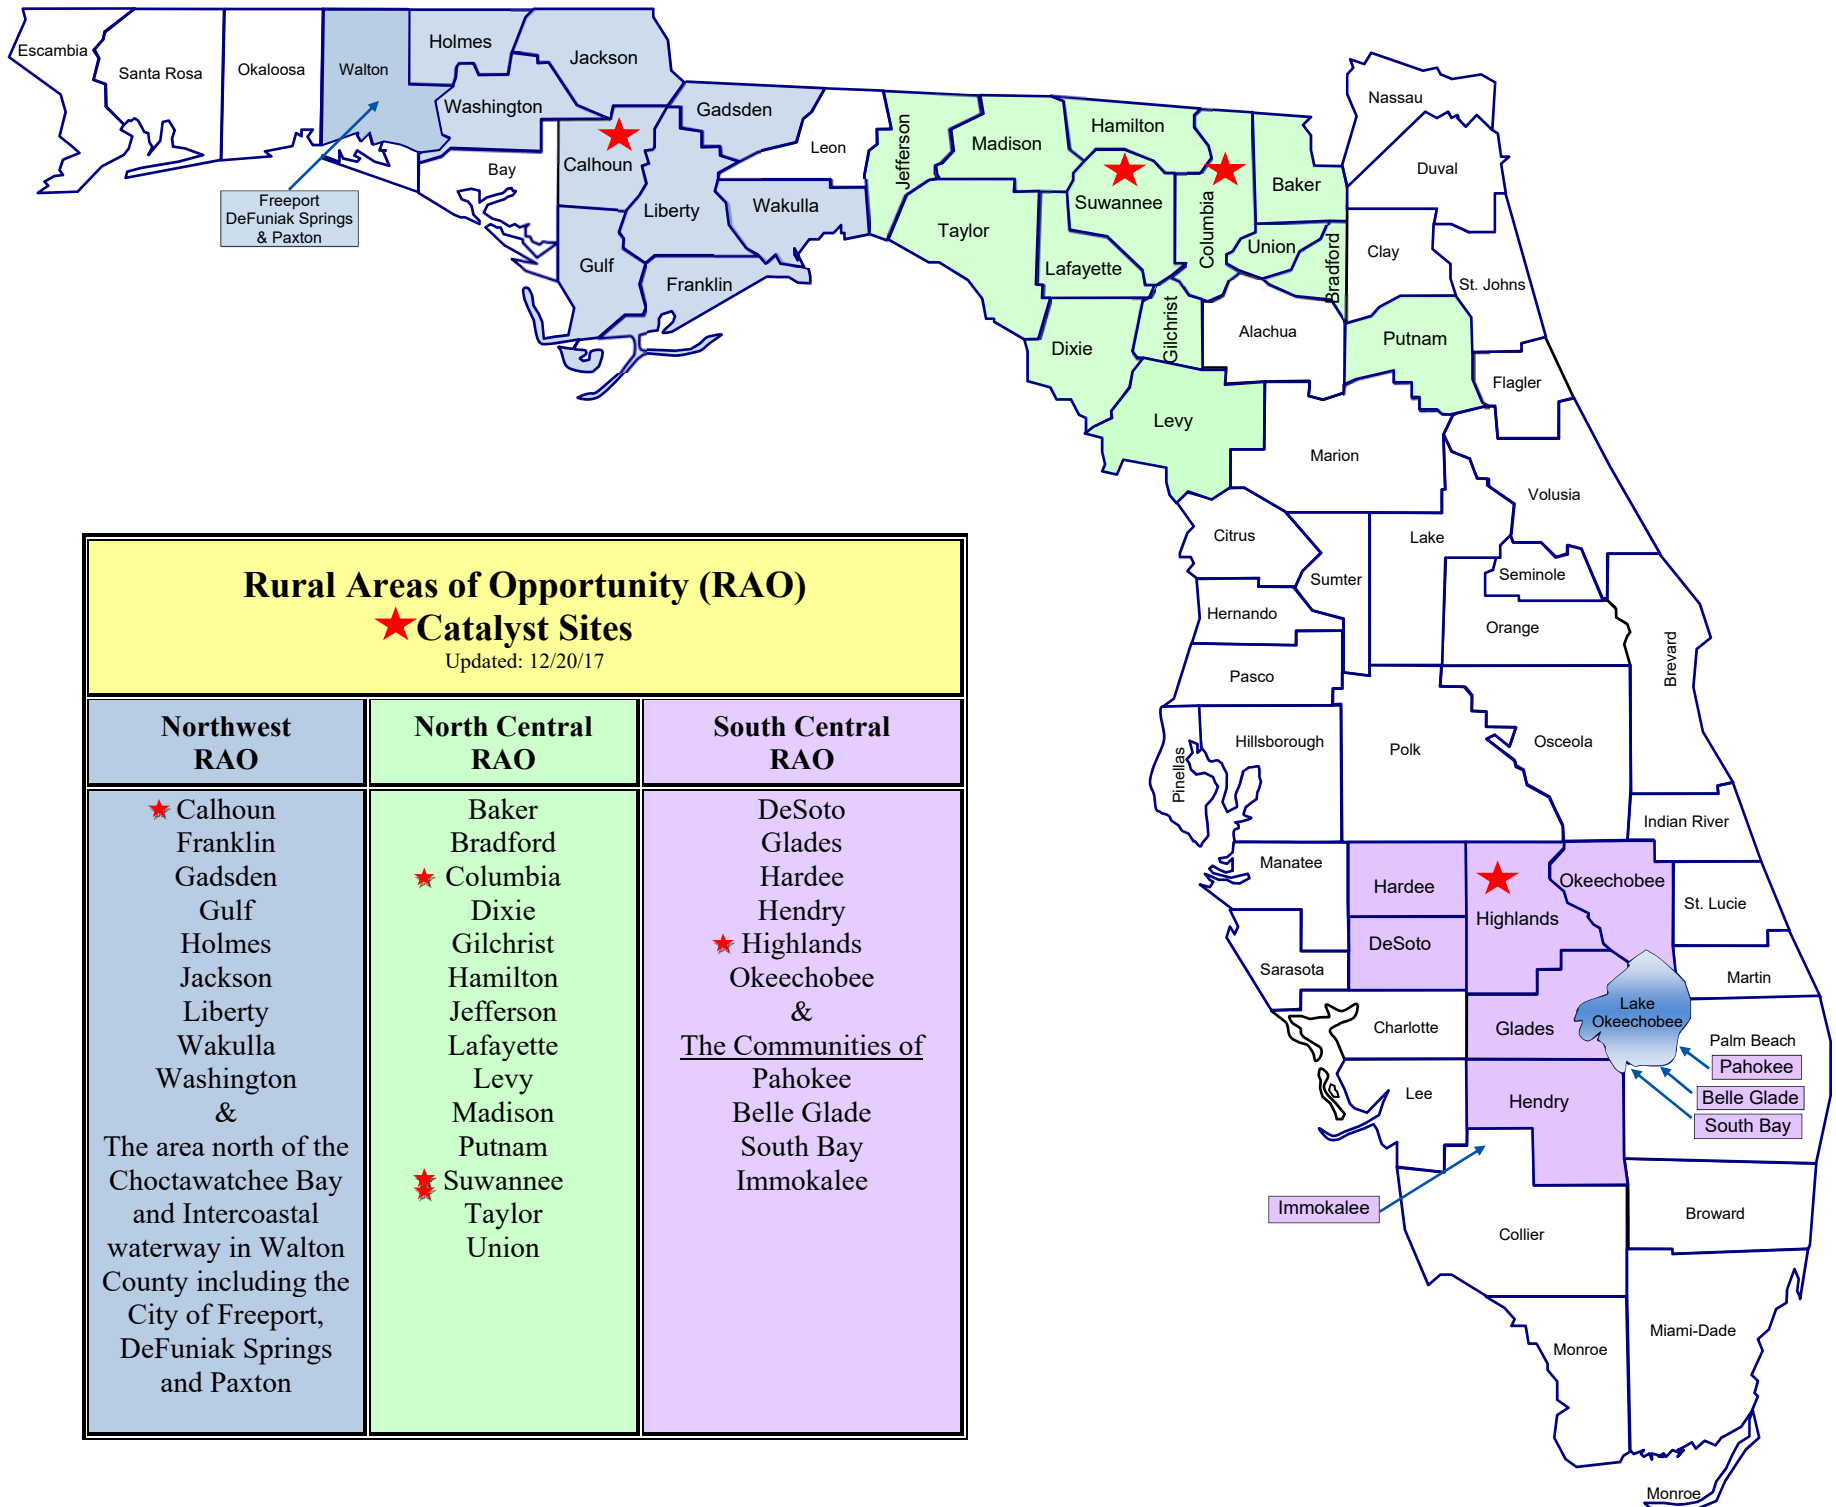 Escambia
Santa Rosa
Okaloosa
Walton
Holmes
Jackson
Washington
Gadsden
Calhoun
Bay
Liberty
Leon
Wakulla
Gulf
Franklin
Freeport
DeFuniak Springs
& Paxton
Jefferson
Madison
Hamilton
Suwannee
Columbia
Baker
Taylor
Lafayette
Union
Bradford
Dixie
Gilchrist
Alachua
Levy
Nassau
Duval
Clay
St. Johns
Putnam
Flagler
Marion
Volusia
Citrus
Lake
Sumter
Seminole
Hernando
Orange
Pasco
Brevard
Pinellas
Hillsborough
Polk
Osceola
Indian River
Manatee
Hardee
Highlands
Okeechobee
St. Lucie
DeSoto
Sarasota
Martin
Charlotte
Glades
Lake
Okeechobee
Palm Beach
Pahokee
Belle Glade
South Bay
Lee
Hendry
Immokalee
Collier
Broward
Miami-Dade
Monroe
Monroe
Rural Areas of Opportunity (RAO)
Catalyst Sites
Updated: 12/20/17
Northwest
RAO
Calhoun
Franklin
Gadsden
Gulf
Holmes
Jackson
Liberty
Wakulla
Washington
&
The area north of the
Choctawatchee Bay
and Intercoastal
waterway in Walton
County including the
City of Freeport,
DeFuniak Springs
and Paxton
North Central
RAO
Baker
Bradford
Columbia
Dixie
Gilchrist
Hamilton
Jefferson
Lafayette
Levy
Madison
Putnam
Suwannee
Taylor
Union
South Central
RAO
DeSoto
Glades
Hardee
Hendry
Highlands
Okeechobee
&
The Communities of
Pahokee
Belle Glade
South Bay
Immokalee